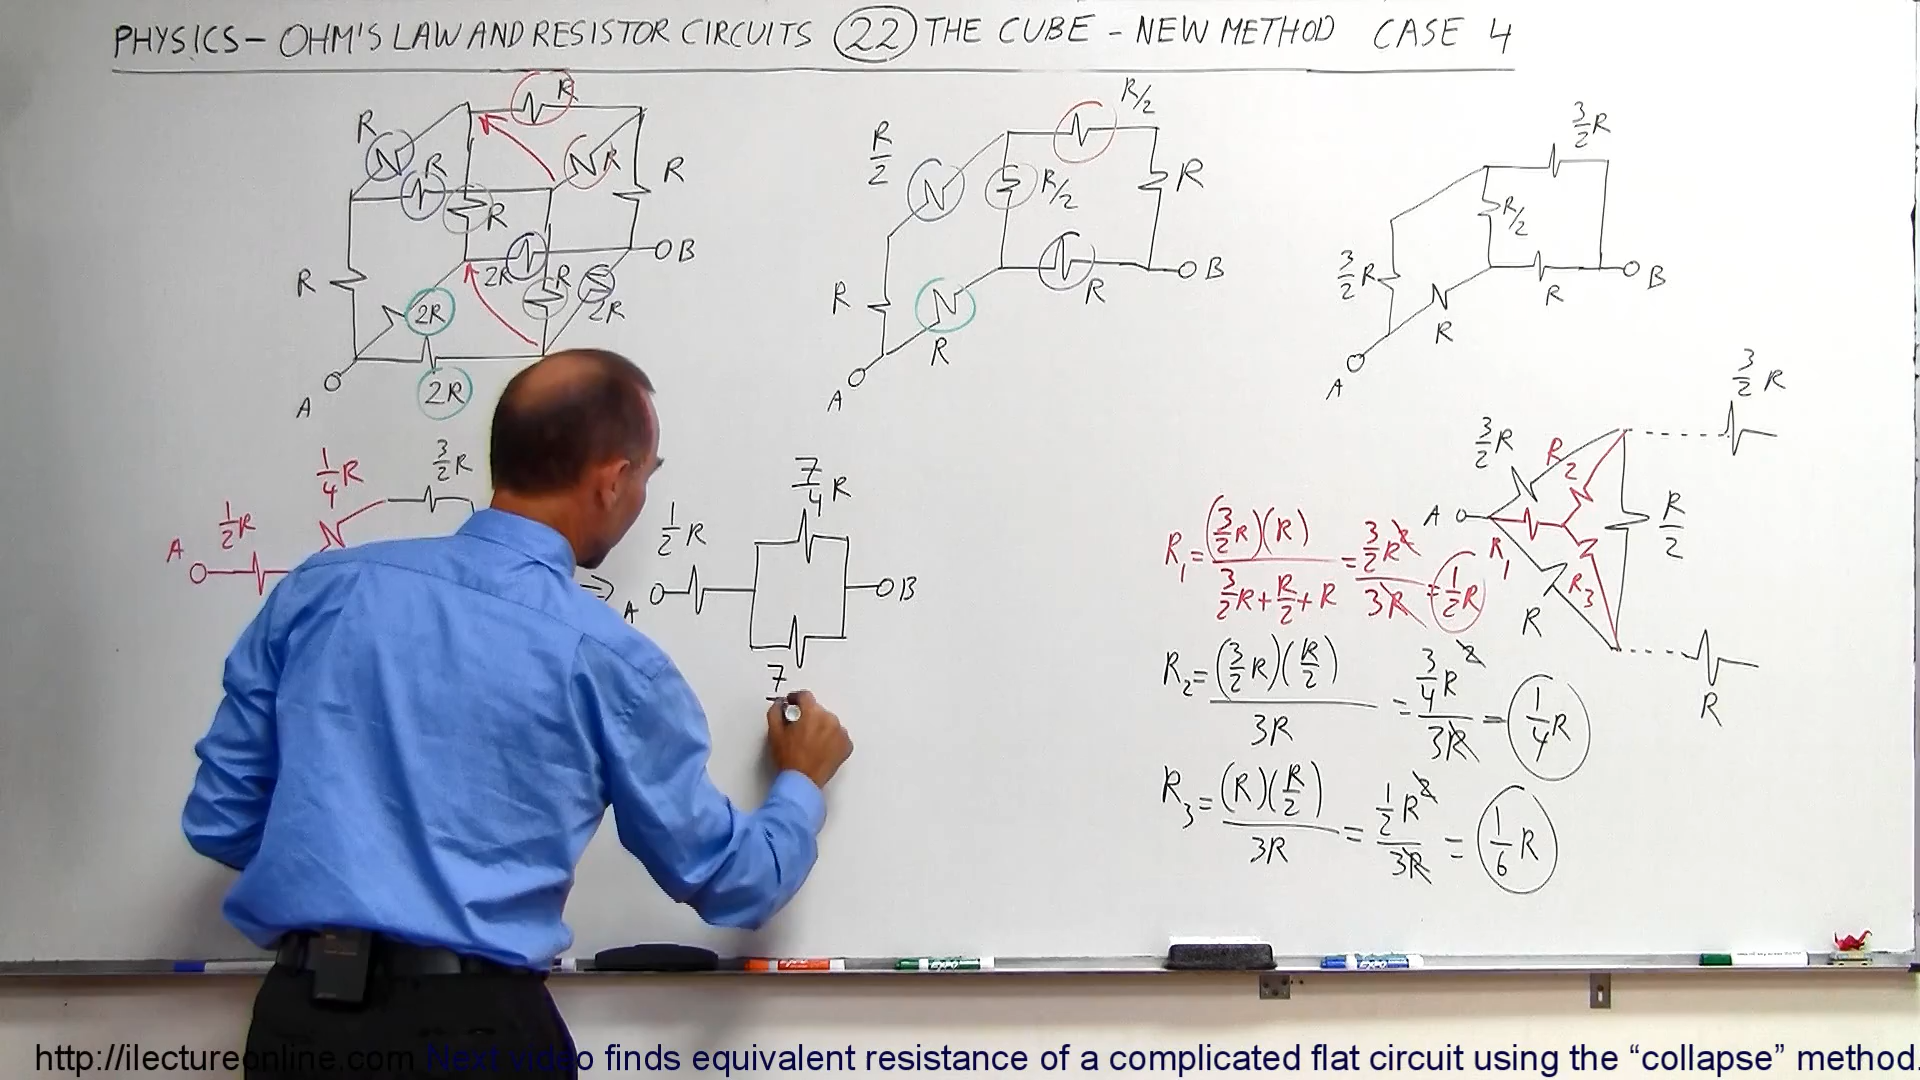 PHYSICS - OHM'S LAW AND RESISTOR CIRCUITS 22 THE CUBE - NEW METHOD CASE 4
R
R
R
R
R
R
R
B
2R
R
2R
2R
2R
A
R/2
R/2
R/2
R
R
R
R
B
A
3/2 R
R/2
3/2 R
R
R
B
A
1/4 R
3/2 R
1/2 R
A
7/4 R
1/2 R
⇒
A
B
7
3/2 R
3/2 R
R2
A
R1
R/2
R3
R
R
R1 = (3/2 R)(R) / (3/2 R + R/2 + R) = 3/2 R² / 3R = 1/2 R
R2 = (3/2 R)(R/2) / 3R = 3/4 R² / 3R = 1/4 R
R3 = (R)(R/2) / 3R = 1/2 R² / 3R = 1/6 R
EXPO
EXPO
EXPO
http://ilectureonline.com Next video finds equivalent resistance of a complicated flat circuit using the “collapse” method.